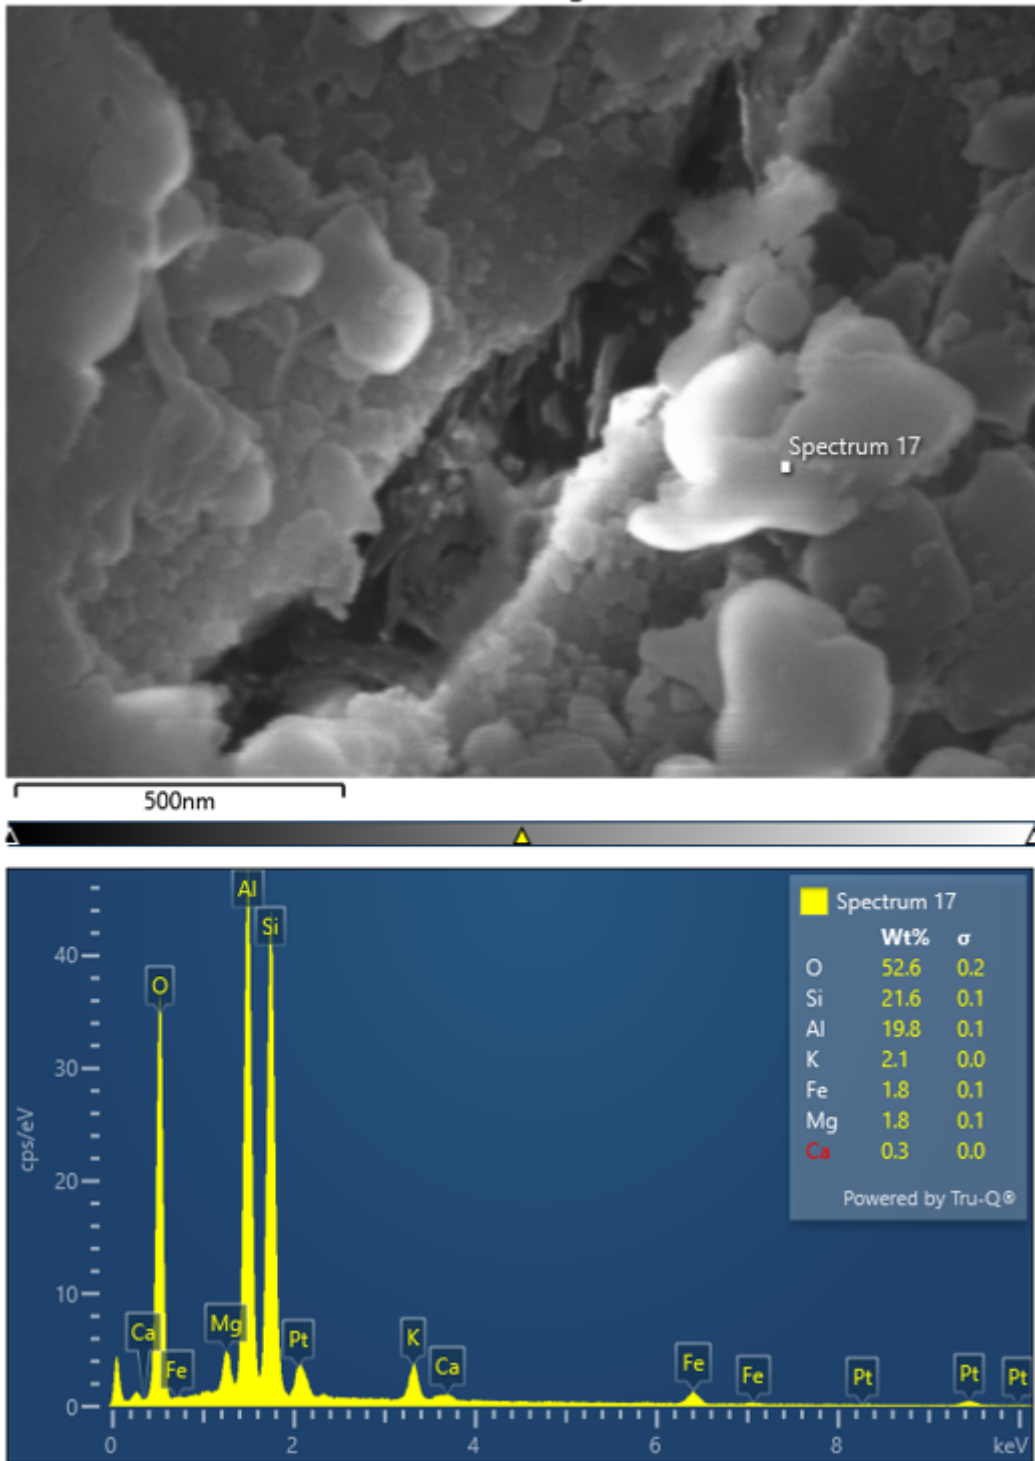 Spectrum 17
500nm
Spectrum 17
Wt% σ
O 52.6 0.2
Si 21.6 0.1
Al 19.8 0.1
K 2.1 0.0
Fe 1.8 0.1
Mg 1.8 0.1
Ca 0.3 0.0
Powered by Tru-Q®
cps/eV
40
30
20
10
0
Ca
O
Fe
Mg
Al
Si
Pt
K
Ca
Fe
Fe
Pt
Pt
Pt
0 2 4 6 8 keV